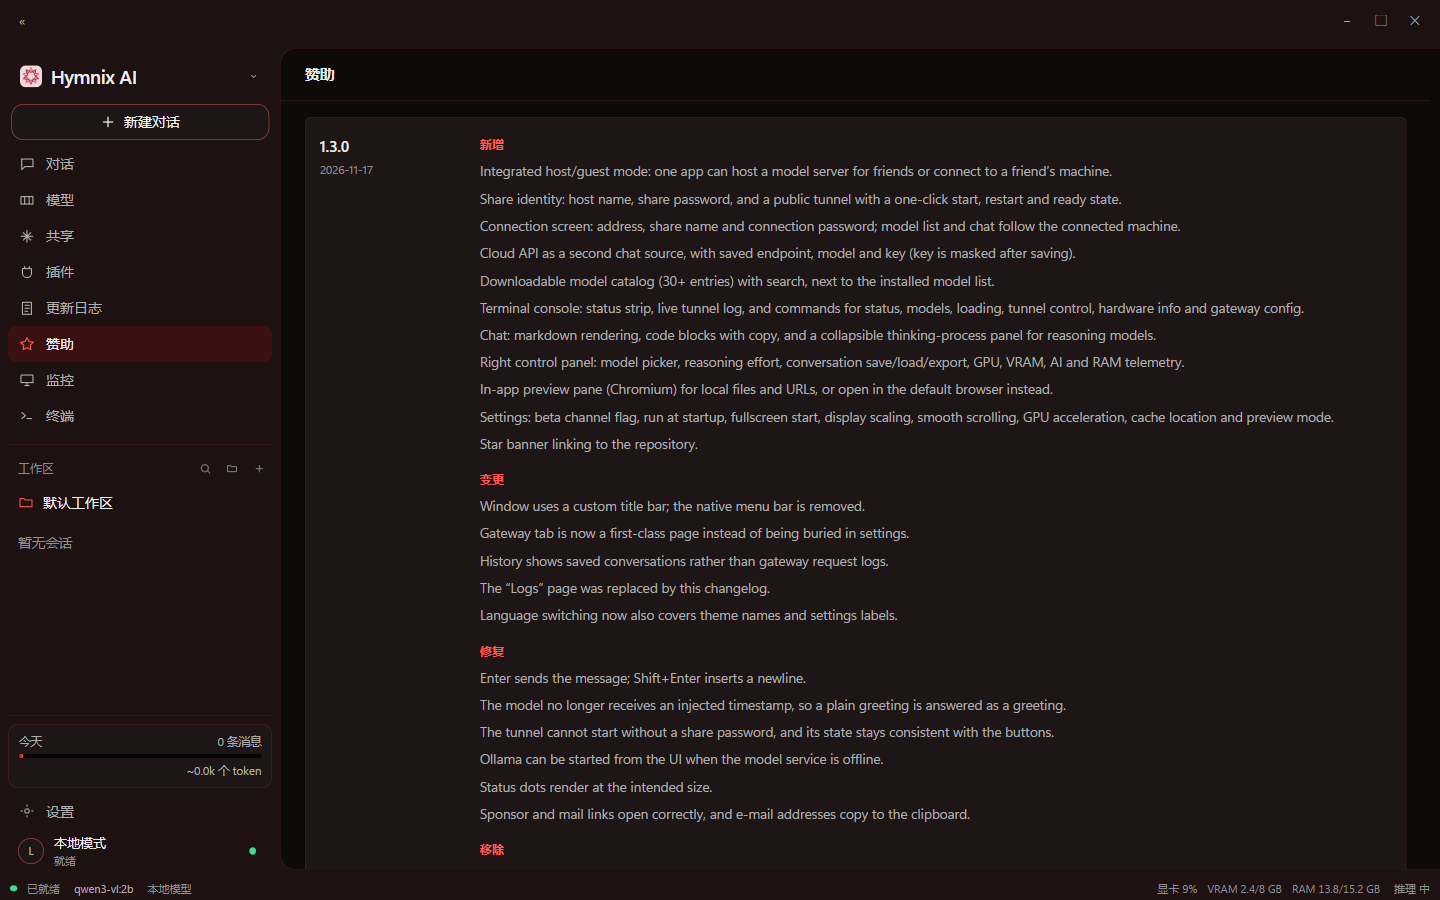 «
Hymnix AI
新建对话
对话
模型
共享
插件
更新日志
赞助
监控
终端
工作区
默认工作区
暂无会话
今天
0 条消息
~0.0k 个 token
设置
L
本地模式
就绪
赞助
1.3.0
2026-11-17
新增
Integrated host/guest mode: one app can host a model server for friends or connect to a friend’s machine.
Share identity: host name, share password, and a public tunnel with a one-click start, restart and ready state.
Connection screen: address, share name and connection password; model list and chat follow the connected machine.
Cloud API as a second chat source, with saved endpoint, model and key (key is masked after saving).
Downloadable model catalog (30+ entries) with search, next to the installed model list.
Terminal console: status strip, live tunnel log, and commands for status, models, loading, tunnel control, hardware info and gateway config.
Chat: markdown rendering, code blocks with copy, and a collapsible thinking-process panel for reasoning models.
Right control panel: model picker, reasoning effort, conversation save/load/export, GPU, VRAM, AI and RAM telemetry.
In-app preview pane (Chromium) for local files and URLs, or open in the default browser instead.
Settings: beta channel flag, run at startup, fullscreen start, display scaling, smooth scrolling, GPU acceleration, cache location and preview mode.
Star banner linking to the repository.
变更
Window uses a custom title bar; the native menu bar is removed.
Gateway tab is now a first-class page instead of being buried in settings.
History shows saved conversations rather than gateway request logs.
The “Logs” page was replaced by this changelog.
Language switching now also covers theme names and settings labels.
修复
Enter sends the message; Shift+Enter inserts a newline.
The model no longer receives an injected timestamp, so a plain greeting is answered as a greeting.
The tunnel cannot start without a share password, and its state stays consistent with the buttons.
Ollama can be started from the UI when the model service is offline.
Status dots render at the intended size.
Sponsor and mail links open correctly, and e-mail addresses copy to the clipboard.
移除
已就绪 qwen3-vl:2b 本地模型
显卡 9% VRAM 2.4/8 GB RAM 13.8/15.2 GB 推理 中